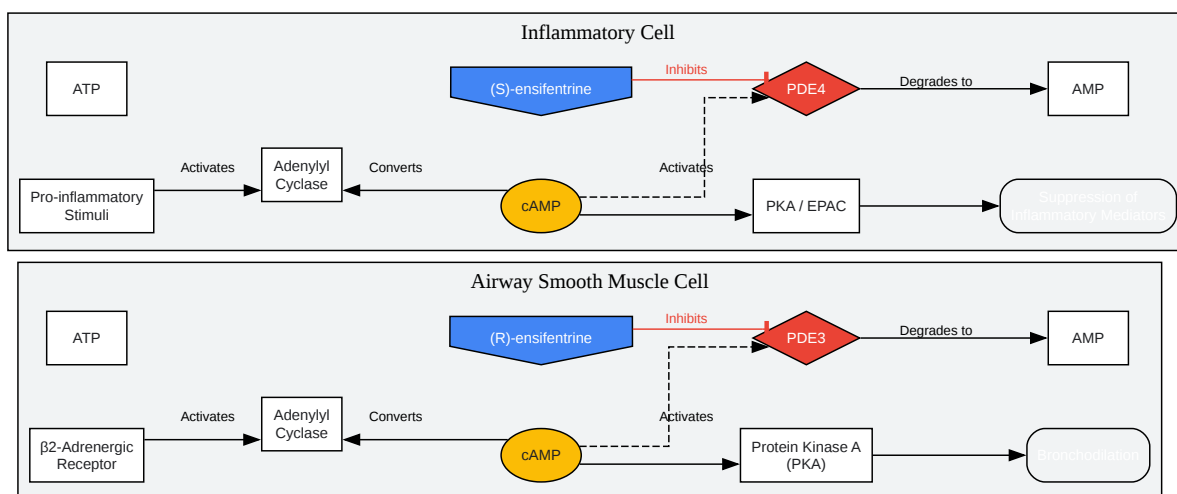 Inflammatory Cell
ATP
(S)-ensifentrine
Inhibits
PDE4
Degrades to
AMP
Pro-inflammatory
Stimuli
Activates
Adenylyl
Cyclase
Converts
cAMP
Activates
PKA / EPAC
Suppression of
Inflammatory Mediators
Airway Smooth Muscle Cell
ATP
(R)-ensifentrine
Inhibits
PDE3
Degrades to
AMP
β2-Adrenergic
Receptor
Activates
Adenylyl
Cyclase
Converts
cAMP
Activates
Protein Kinase A
(PKA)
Bronchodilation